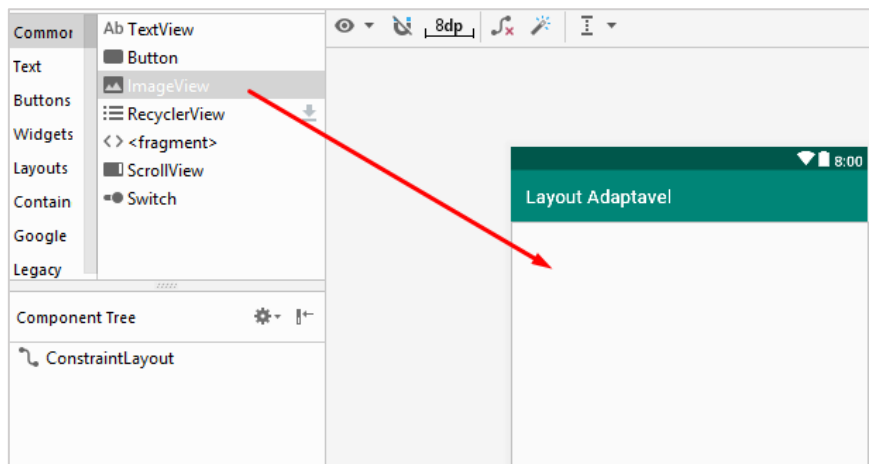 Commor
Text
Buttons
Widgets
Layouts
Contain
Google
Legacy
Ab TextView
Button
ImageView
RecyclerView
<> <fragment>
ScrollView
Switch
8dp
Component Tree
ConstraintLayout
8:00
Layout Adaptavel